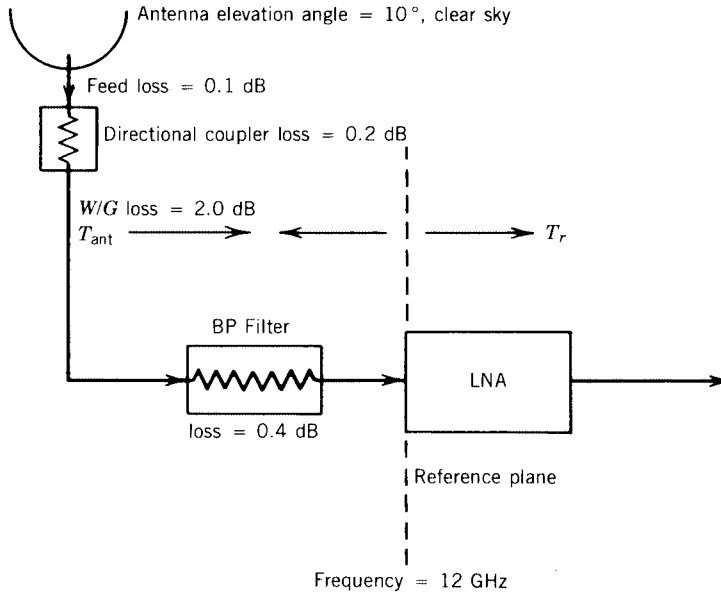 Antenna elevation angle = 10°, clear sky
Feed loss = 0.1 dB
Directional coupler loss = 0.2 dB
W/G loss = 2.0 dB
T_ant
T_r
BP Filter
LNA
loss = 0.4 dB
Reference plane
Frequency = 12 GHz